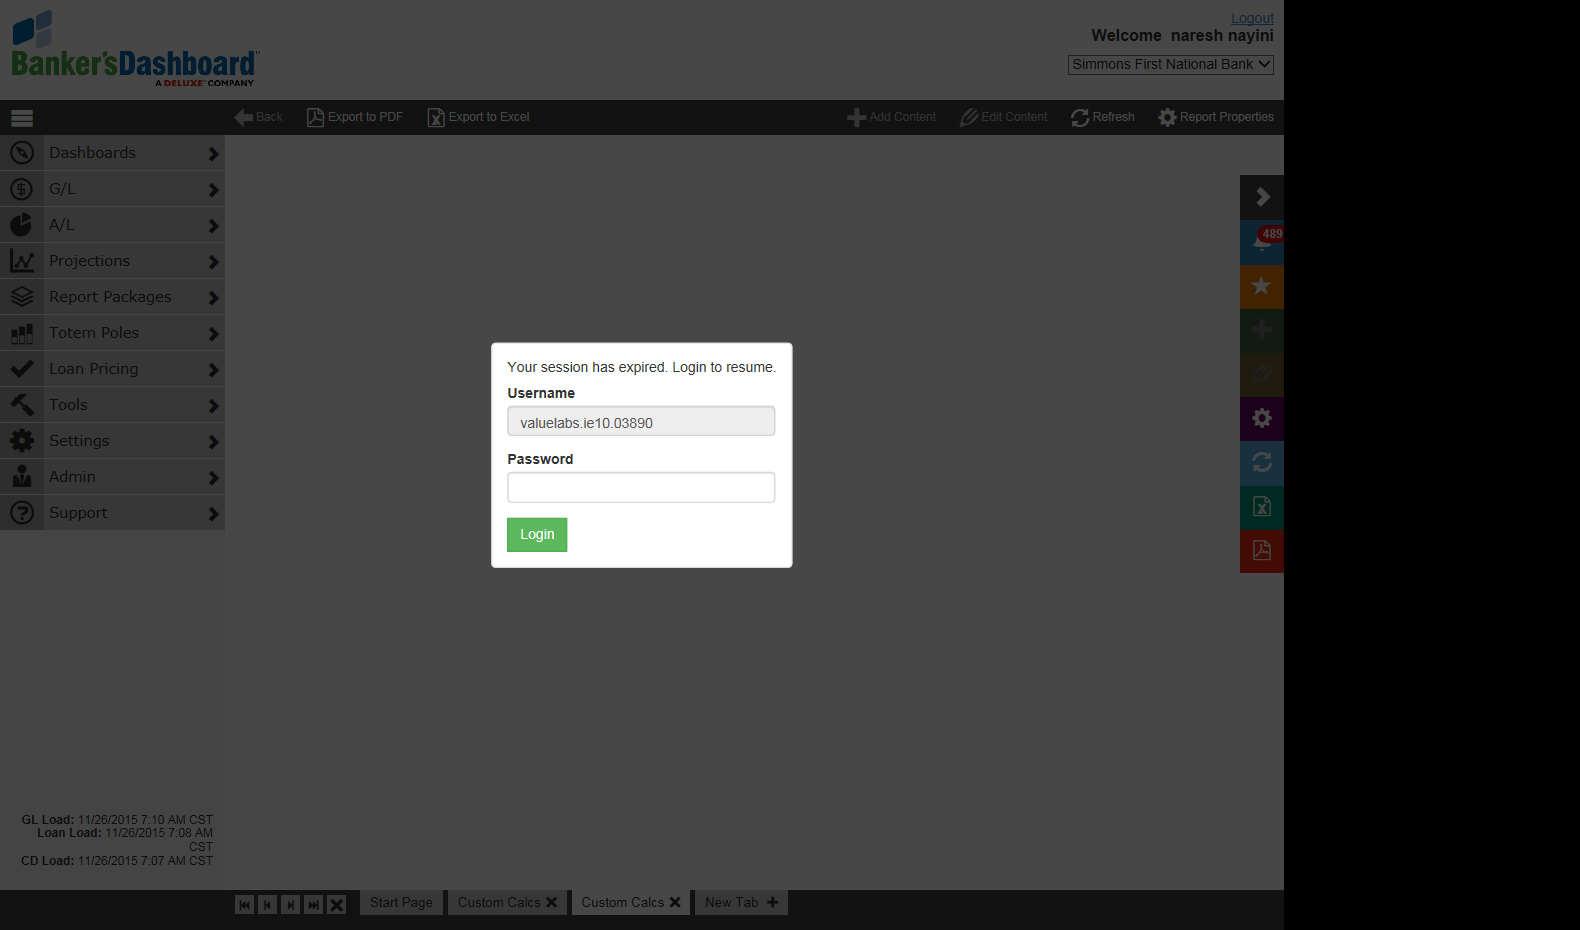 Logout
Welcome naresh nayini
Simmons First National Bank
Banker'sDashboard™
A DELUXE COMPANY
Back Export to PDF Export to Excel Add Content Edit Content Refresh Report Properties
Dashboards
G/L
A/L
Projections
Report Packages
Totem Poles
Loan Pricing
Tools
Settings
Admin
Support
489
Your session has expired. Login to resume.
Username
valuelabs.ie10.03890
Password
Login
GL Load: 11/26/2015 7:10 AM CST
Loan Load: 11/26/2015 7:08 AM
CST
CD Load: 11/26/2015 7:07 AM CST
Start Page Custom Calcs Custom Calcs New Tab